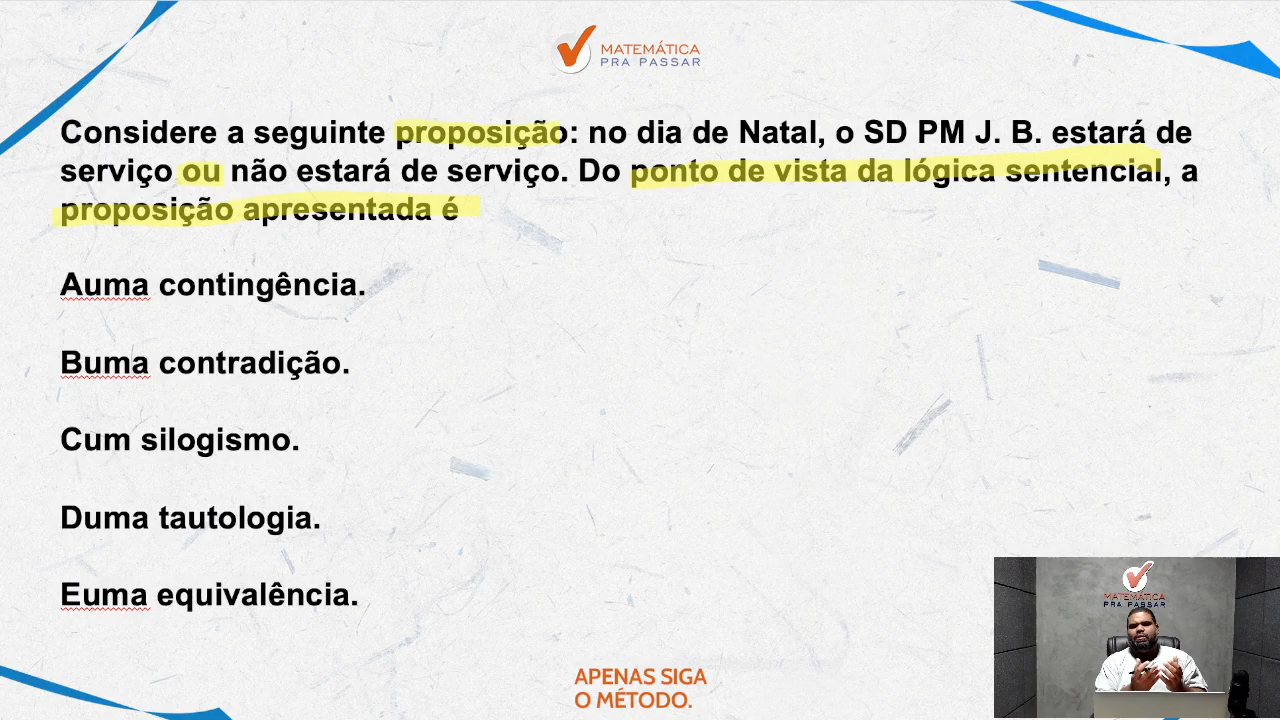 MATEMÁTICA
PRA PASSAR
Considere a seguinte proposição: no dia de Natal, o SD PM J. B. estará de
serviço ou não estará de serviço. Do ponto de vista da lógica sentencial, a
proposição apresentada é
Auma contingência.
Buma contradição.
Cum silogismo.
Duma tautologia.
Euma equivalência.
MATEMÁTICA
PRA PASSAR
APENAS SIGA
O MÉTODO.